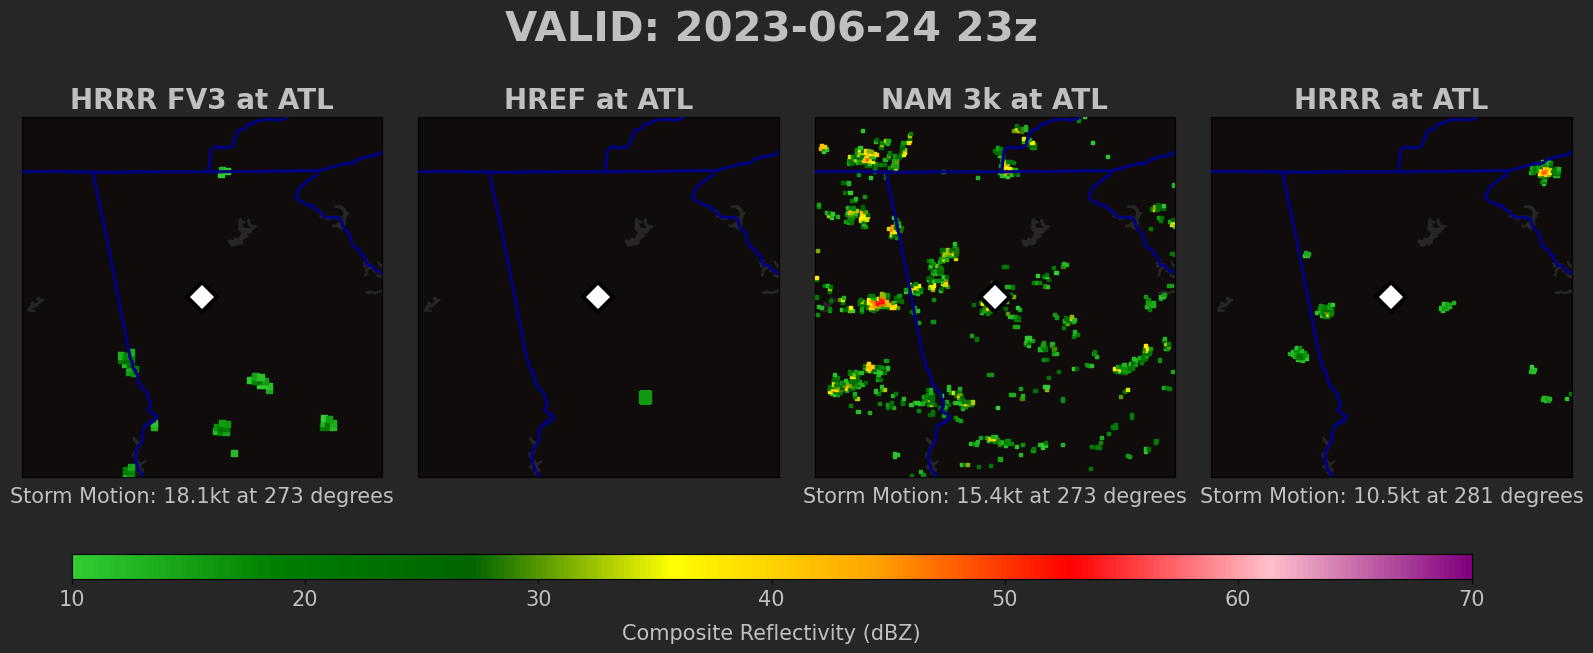 VALID: 2023-06-24 23z
HRRR FV3 at ATL
HREF at ATL
NAM 3k at ATL
HRRR at ATL
Storm Motion: 18.1kt at 273 degrees
Storm Motion: 15.4kt at 273 degrees
Storm Motion: 10.5kt at 281 degrees
10 20 30 40 50 60 70
Composite Reflectivity (dBZ)